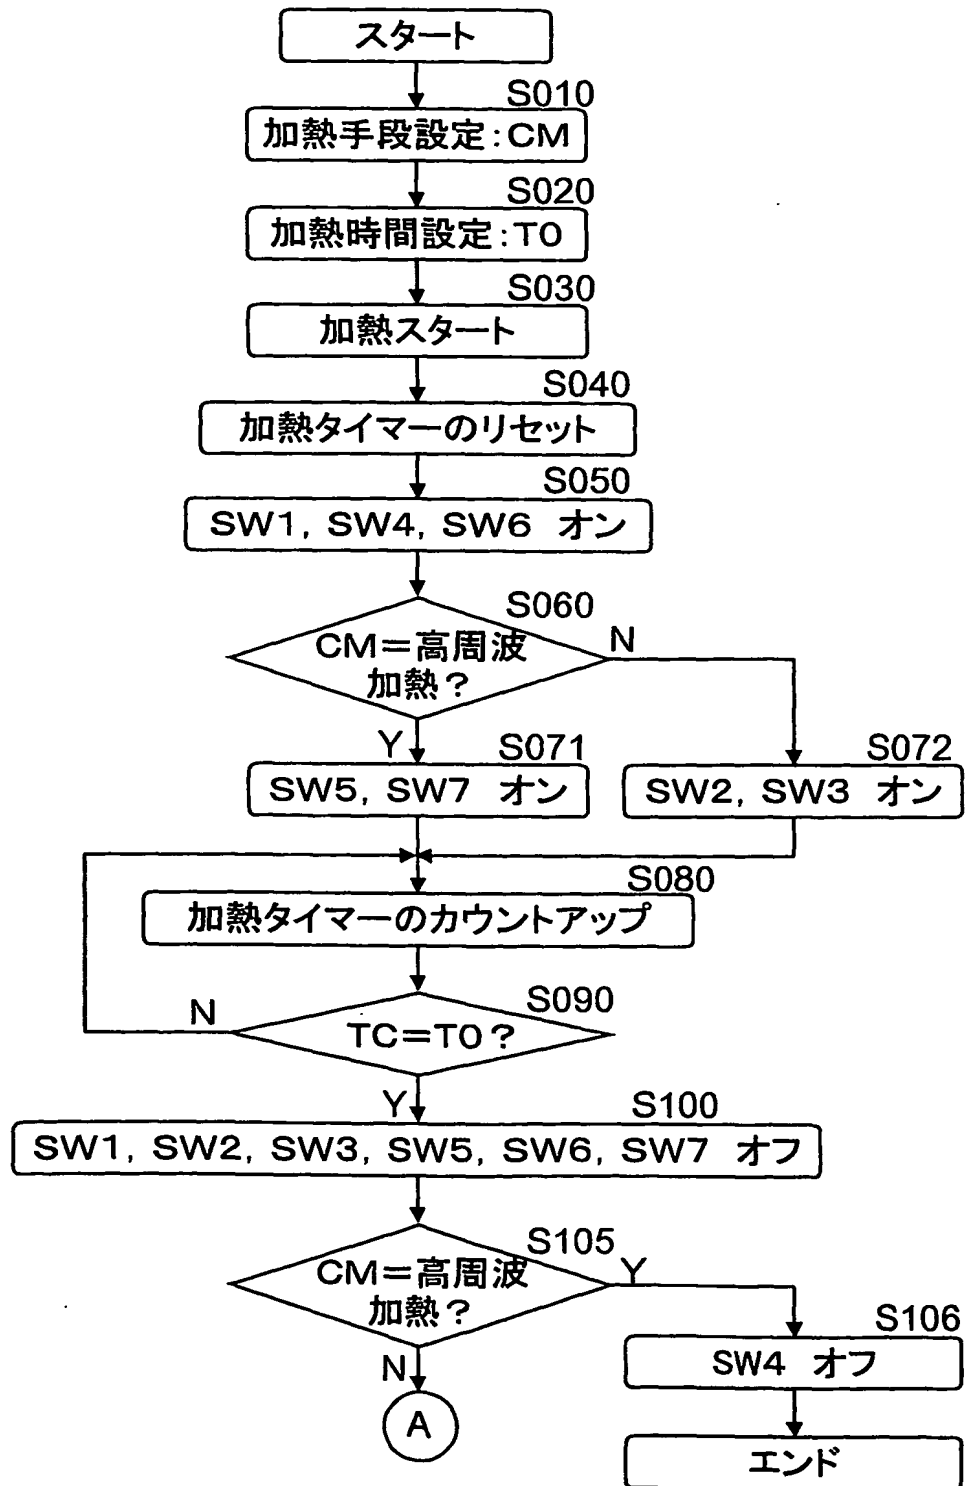 スタート
S010
加熱手段設定:CM
S020
加熱時間設定:T0
S030
加熱スタート
S040
加熱タイマーのリセット
S050
SW1, SW4, SW6 オン
S060
CM=高周波
加熱?
N
Y
S071
SW5, SW7 オン
S072
SW2, SW3 オン
S080
加熱タイマーのカウントアップ
S090
TC=T0?
N
Y
S100
SW1, SW2, SW3, SW5, SW6, SW7 オフ
S105
CM=高周波
加熱?
Y
S106
SW4 オフ
N
A
エンド